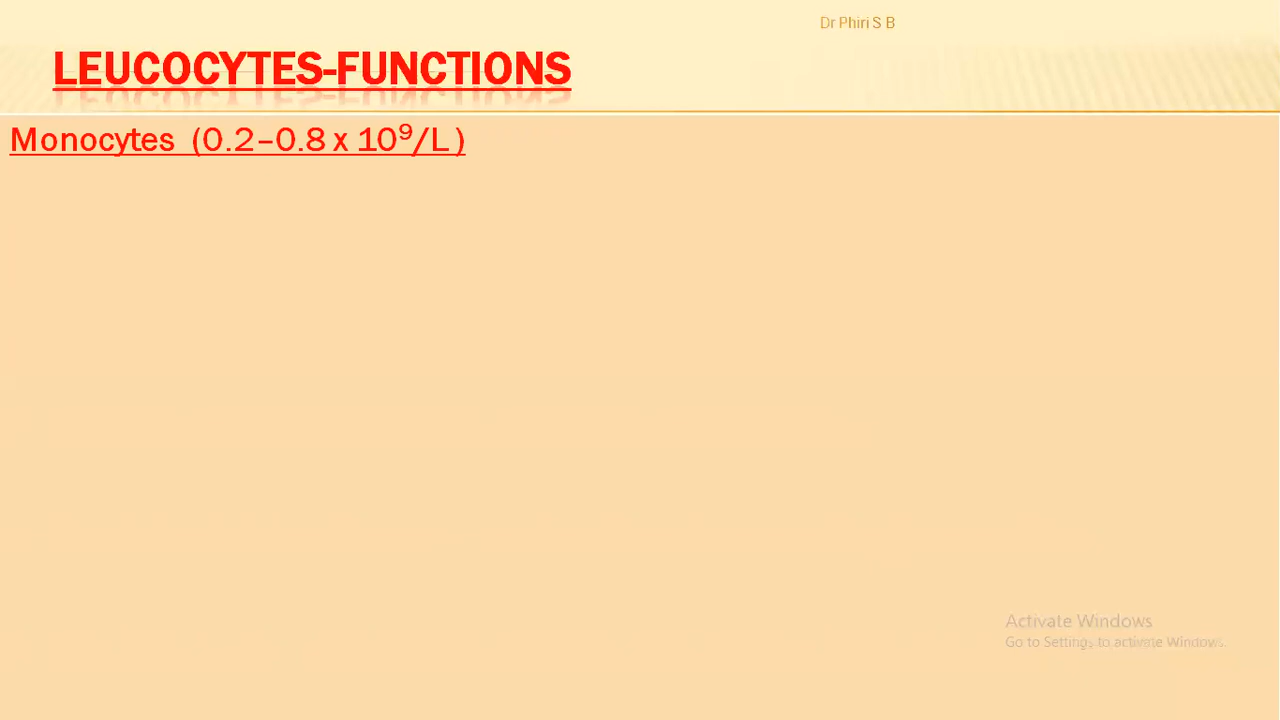 Dr Phiri S B
LEUCOCYTES-FUNCTIONS
Monocytes (0.2–0.8 x 10⁹/L )
Activate Windows
Go to Settings to activate Windows.